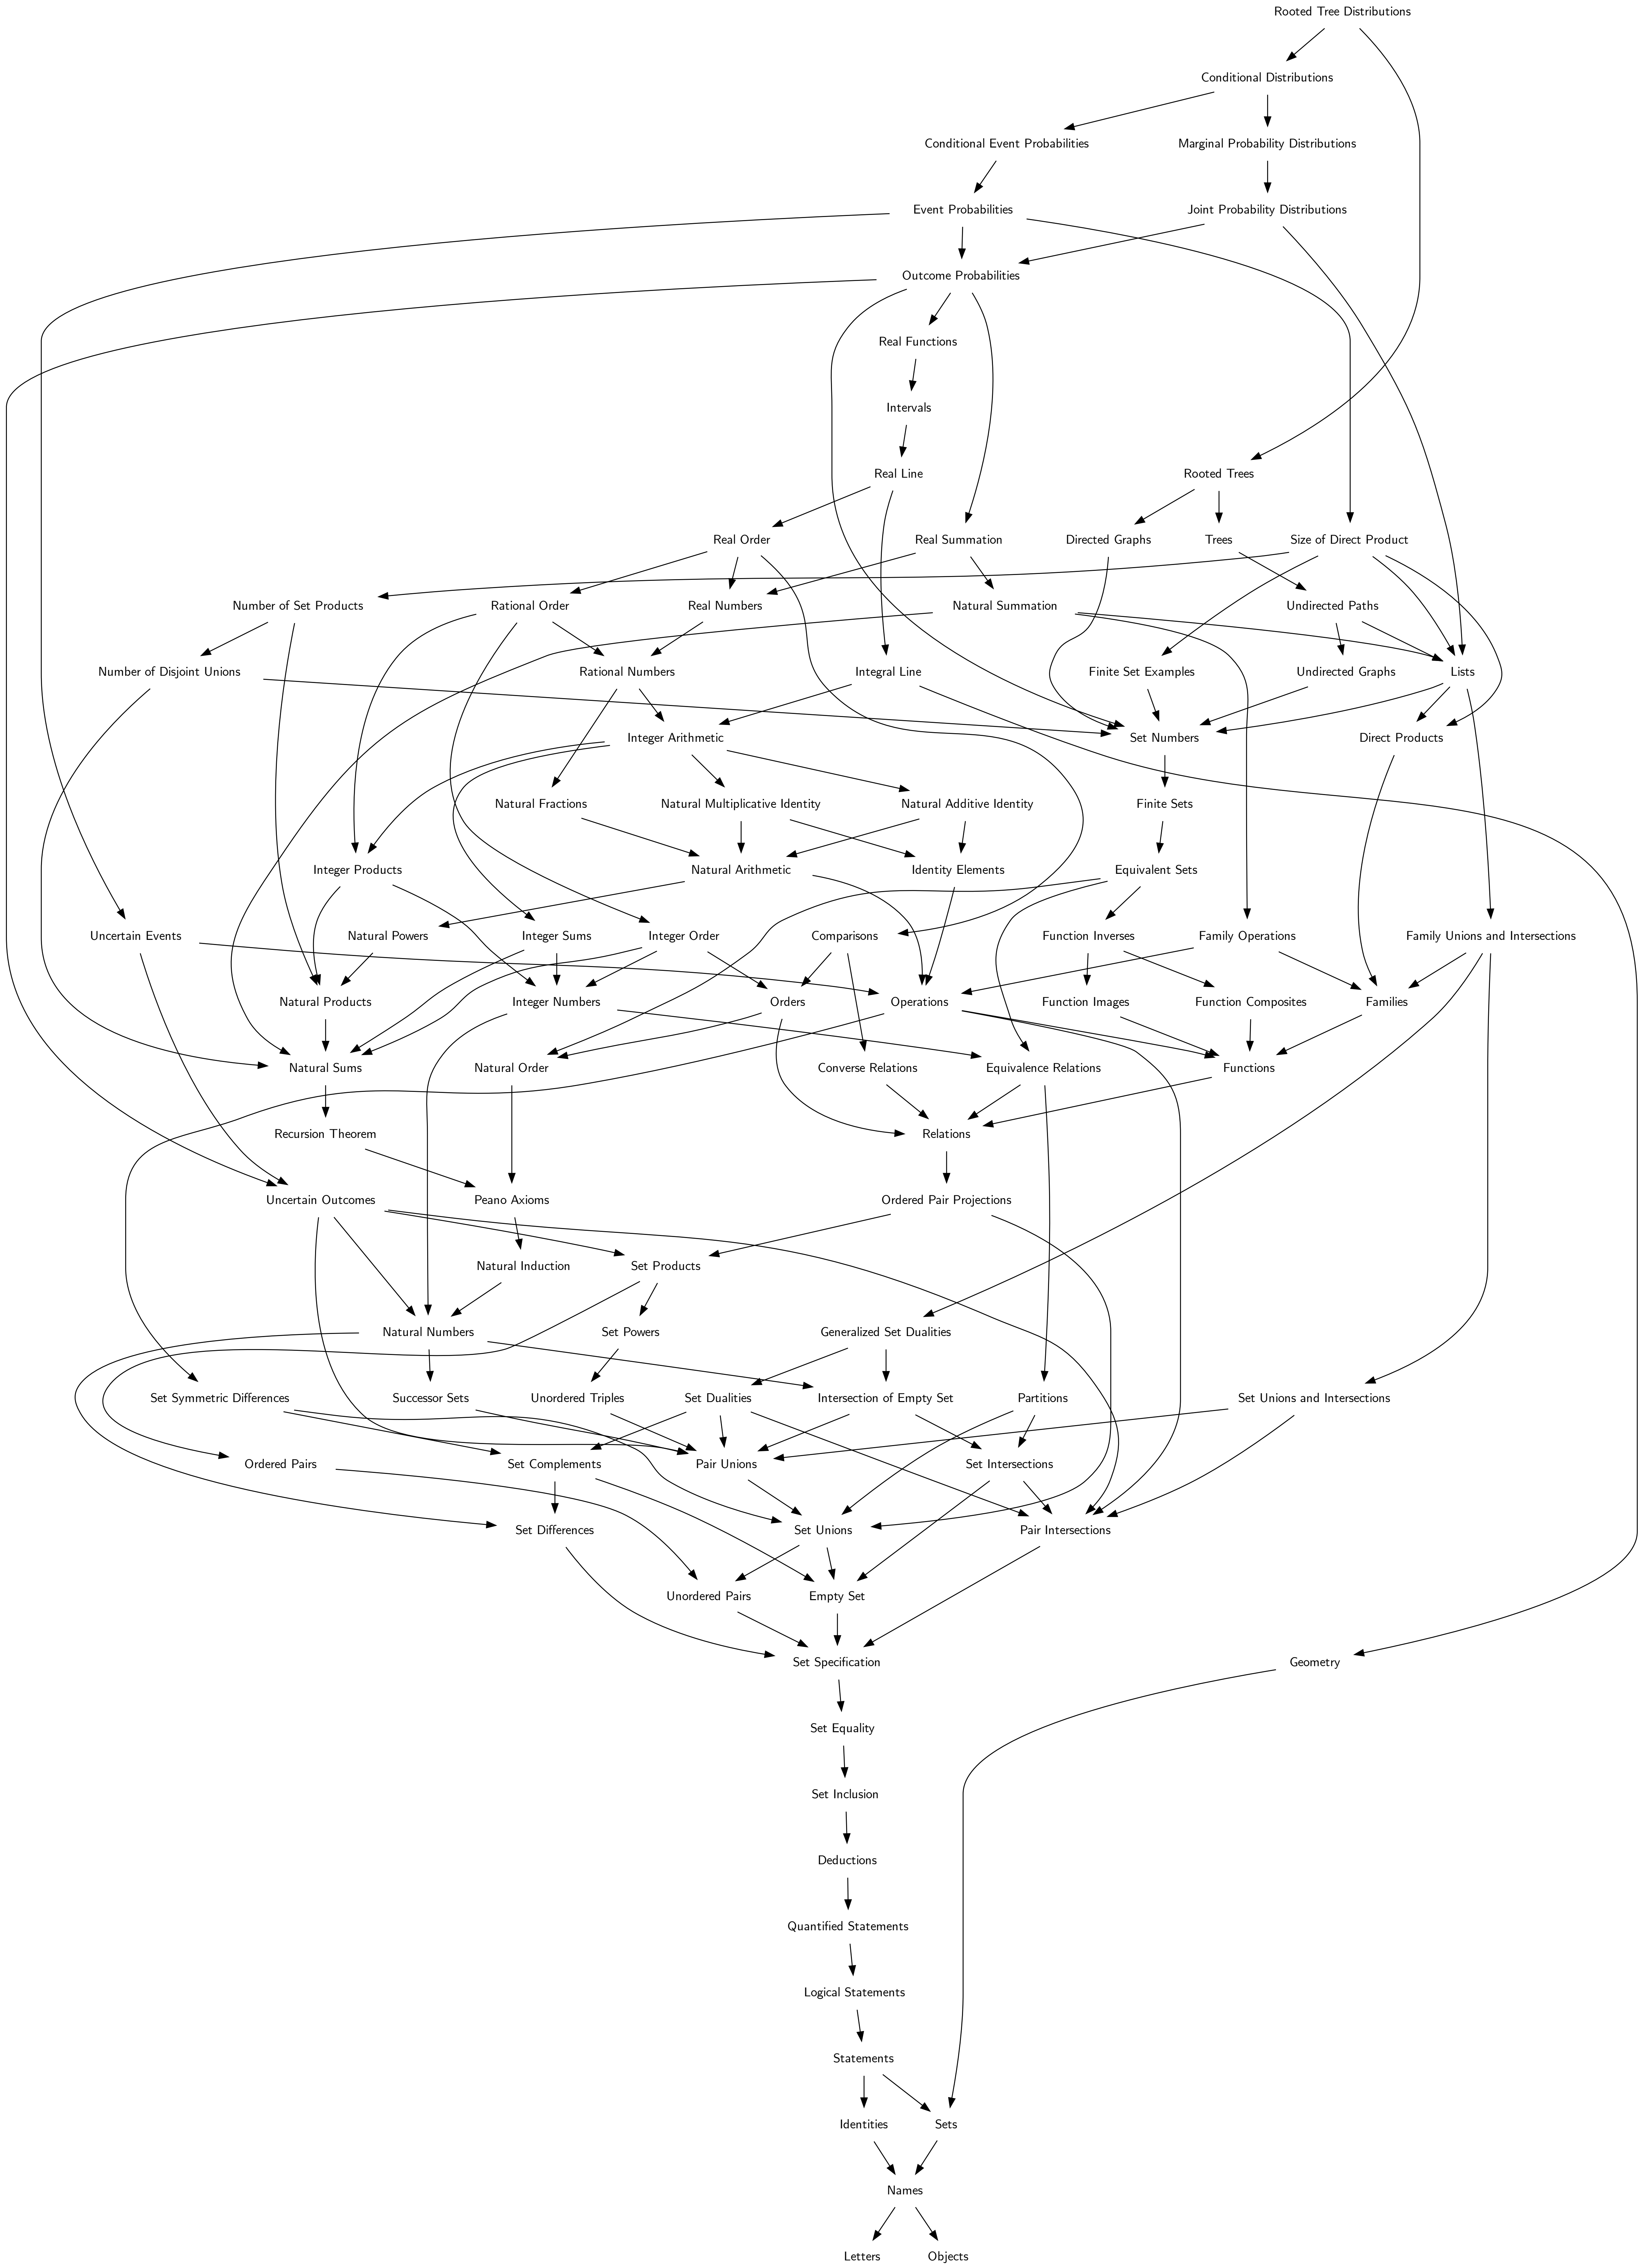 Rooted Tree Distributions
Conditional Distributions
Conditional Event Probabilities
Marginal Probability Distributions
Event Probabilities
Joint Probability Distributions
Outcome Probabilities
Real Functions
Intervals
Real Line
Rooted Trees
Real Order
Real Summation
Directed Graphs
Trees
Size of Direct Product
Number of Set Products
Rational Order
Real Numbers
Natural Summation
Undirected Paths
Number of Disjoint Unions
Rational Numbers
Integral Line
Finite Set Examples
Undirected Graphs
Lists
Integer Arithmetic
Set Numbers
Direct Products
Natural Fractions
Natural Multiplicative Identity
Natural Additive Identity
Finite Sets
Integer Products
Natural Arithmetic
Identity Elements
Equivalent Sets
Uncertain Events
Natural Powers
Integer Sums
Integer Order
Comparisons
Function Inverses
Family Operations
Family Unions and Intersections
Natural Products
Integer Numbers
Orders
Operations
Function Images
Function Composites
Families
Natural Sums
Natural Order
Converse Relations
Equivalence Relations
Functions
Recursion Theorem
Relations
Uncertain Outcomes
Peano Axioms
Ordered Pair Projections
Natural Induction
Set Products
Natural Numbers
Set Powers
Generalized Set Dualities
Set Symmetric Differences
Successor Sets
Unordered Triples
Set Dualities
Intersection of Empty Set
Partitions
Set Unions and Intersections
Ordered Pairs
Set Complements
Pair Unions
Set Intersections
Set Differences
Set Unions
Pair Intersections
Unordered Pairs
Empty Set
Set Specification
Geometry
Set Equality
Set Inclusion
Deductions
Quantified Statements
Logical Statements
Statements
Identities
Sets
Names
Letters
Objects